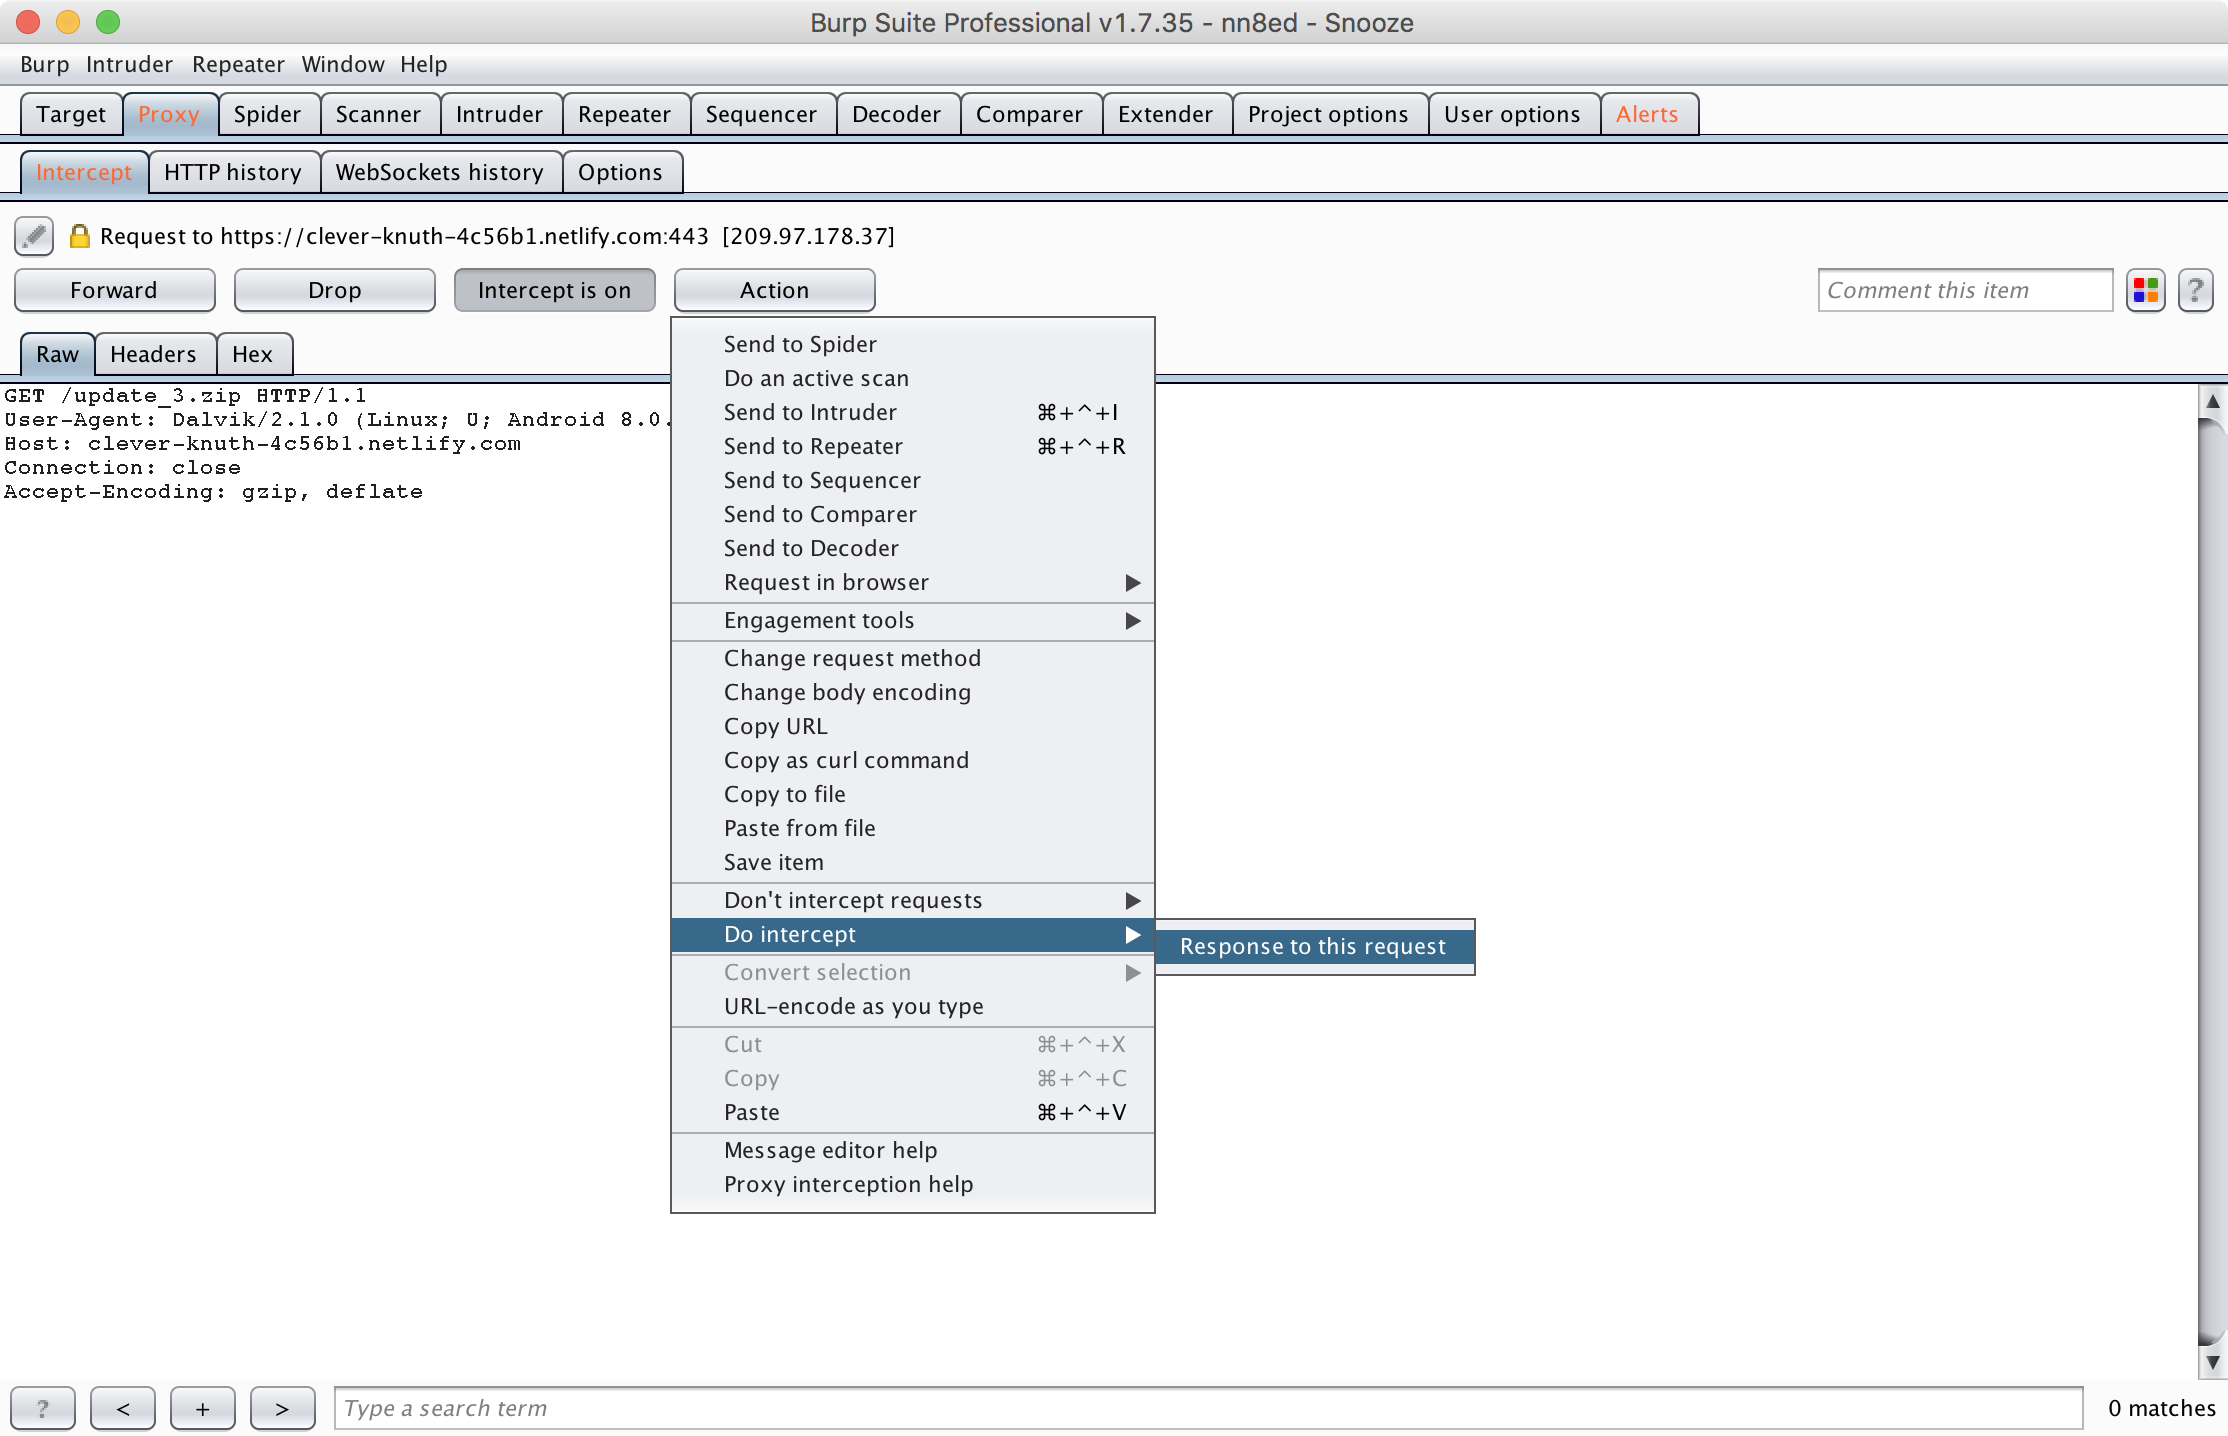 Burp Suite Professional v1.7.35 - nn8ed - Snooze
Burp Intruder Repeater Window Help
Target Proxy Spider Scanner Intruder Repeater Sequencer Decoder Comparer Extender Project options User options Alerts
Intercept HTTP history WebSockets history Options
Request to https://clever-knuth-4c56b1.netlify.com:443 [209.97.178.37]
Forward Drop Intercept is on Action Comment this item ?
Raw Headers Hex
GET /update_3.zip HTTP/1.1
User-Agent: Dalvik/2.1.0 (Linux; U; Android 8.0.
Host: clever-knuth-4c56b1.netlify.com
Connection: close
Accept-Encoding: gzip, deflate
Send to Spider
Do an active scan
Send to Intruder ⌘+^+I
Send to Repeater ⌘+^+R
Send to Sequencer
Send to Comparer
Send to Decoder
Request in browser
Engagement tools
Change request method
Change body encoding
Copy URL
Copy as curl command
Copy to file
Paste from file
Save item
Don't intercept requests
Do intercept
Response to this request
Convert selection
URL-encode as you type
Cut ⌘+^+X
Copy ⌘+^+C
Paste ⌘+^+V
Message editor help
Proxy interception help
? < + > Type a search term 0 matches